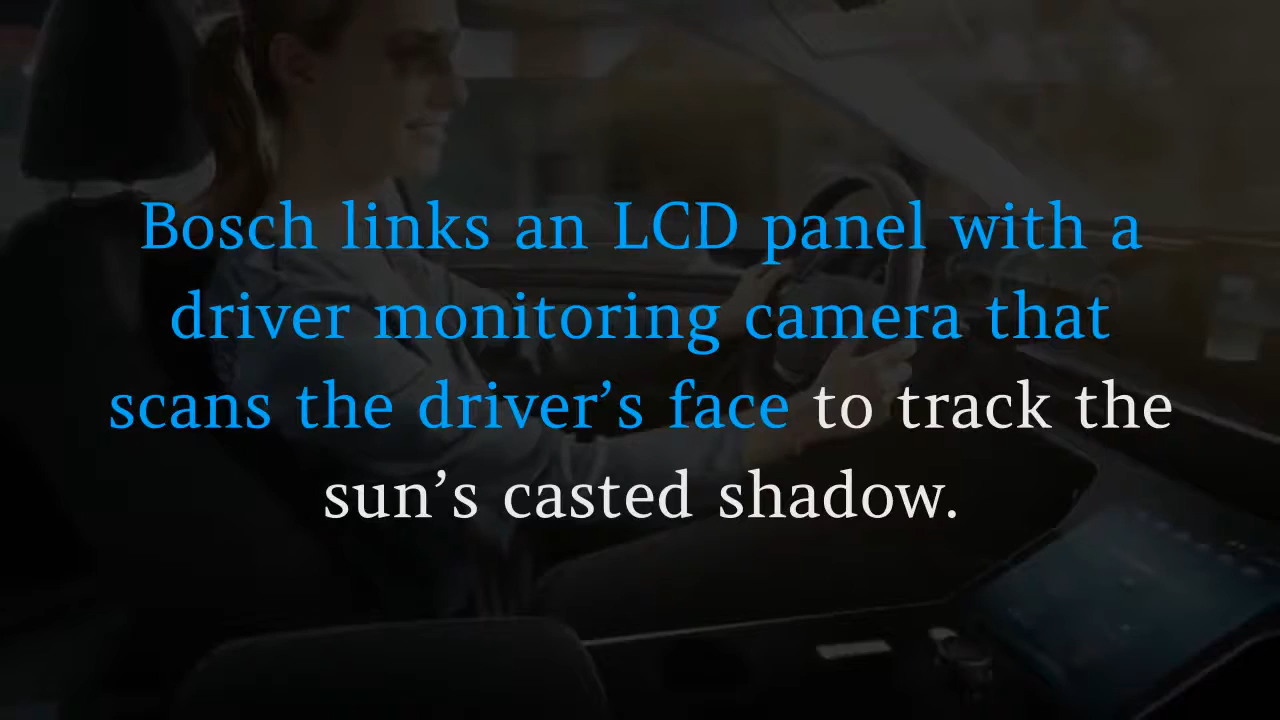 Bosch links an LCD panel with a
driver monitoring camera that
scans the driver’s face to track the
sun’s casted shadow.